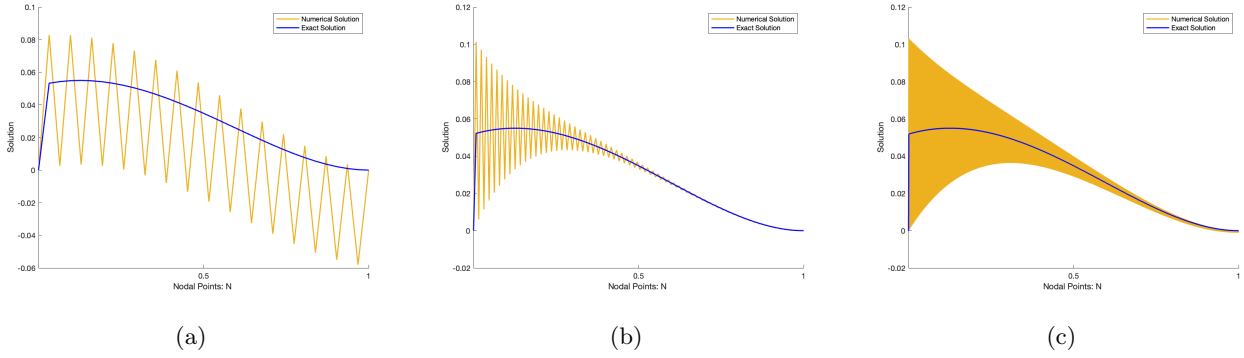 0.1
0.08
0.06
0.04
0.02
0
-0.02
-0.04
-0.06
Solution
0.5
1
Nodal Points: N
Numerical Solution
Exact Solution
(a)
0.12
0.1
0.08
0.06
0.04
0.02
0
-0.02
Solution
0.5
1
Nodal Points: N
Numerical Solution
Exact Solution
(b)
0.12
0.1
0.08
0.06
0.04
0.02
0
-0.02
Solution
0.5
1
Nodal Points: N
Numerical Solution
Exact Solution
(c)